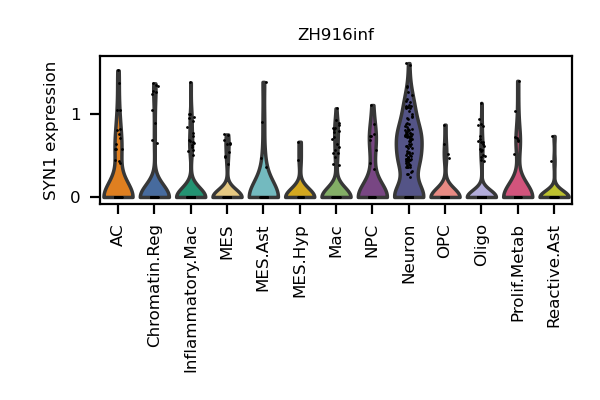 ZH916inf
SYN1 expression
1
0
AC
Chromatin.Reg
Inflammatory.Mac
MES
MES.Ast
MES.Hyp
Mac
NPC
Neuron
OPC
Oligo
Prolif.Metab
Reactive.Ast